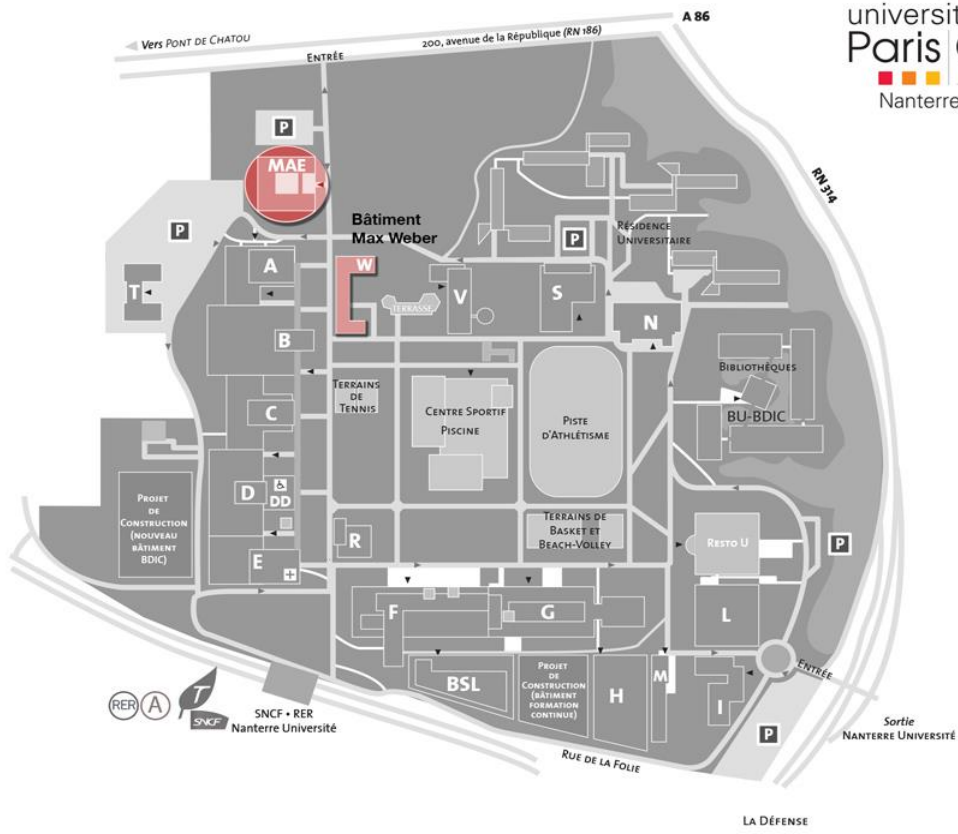 A 86
universit
Paris
Nanterre
Vers PONT DE CHATOU
200, avenue de la République (RN 186)
ENTRÉE
P
MAE
RN 314
Bâtiment
Max Weber
P
P
RÉSIDENCE
UNIVERSITAIRE
T
A
W
TERRASSE
V
S
N
B
BIBLIOTHÈQUES
BU-BDIC
TERRAINS
DE
TENNIS
CENTRE SPORTIF
PISCINE
PISTE
D'ATHLÉTISME
C
D
DD
PROJET
DE
CONSTRUCTION
(NOUVEAU
BÂTIMENT
BDIC)
R
TERRAINS DE
BASKET ET
BEACH-VOLLEY
RESTO U
P
E
F
G
L
BSL
PROJET
DE
CONSTRUCTION
(BÂTIMENT
FORMATION
CONTINUE)
H
M
I
ENTRÉE
RER A
T
SNCF
SNCF • RER
Nanterre Université
P
Sortie
NANTERRE UNIVERSITÉ
RUE DE LA FOLIE
LA DÉFENSE